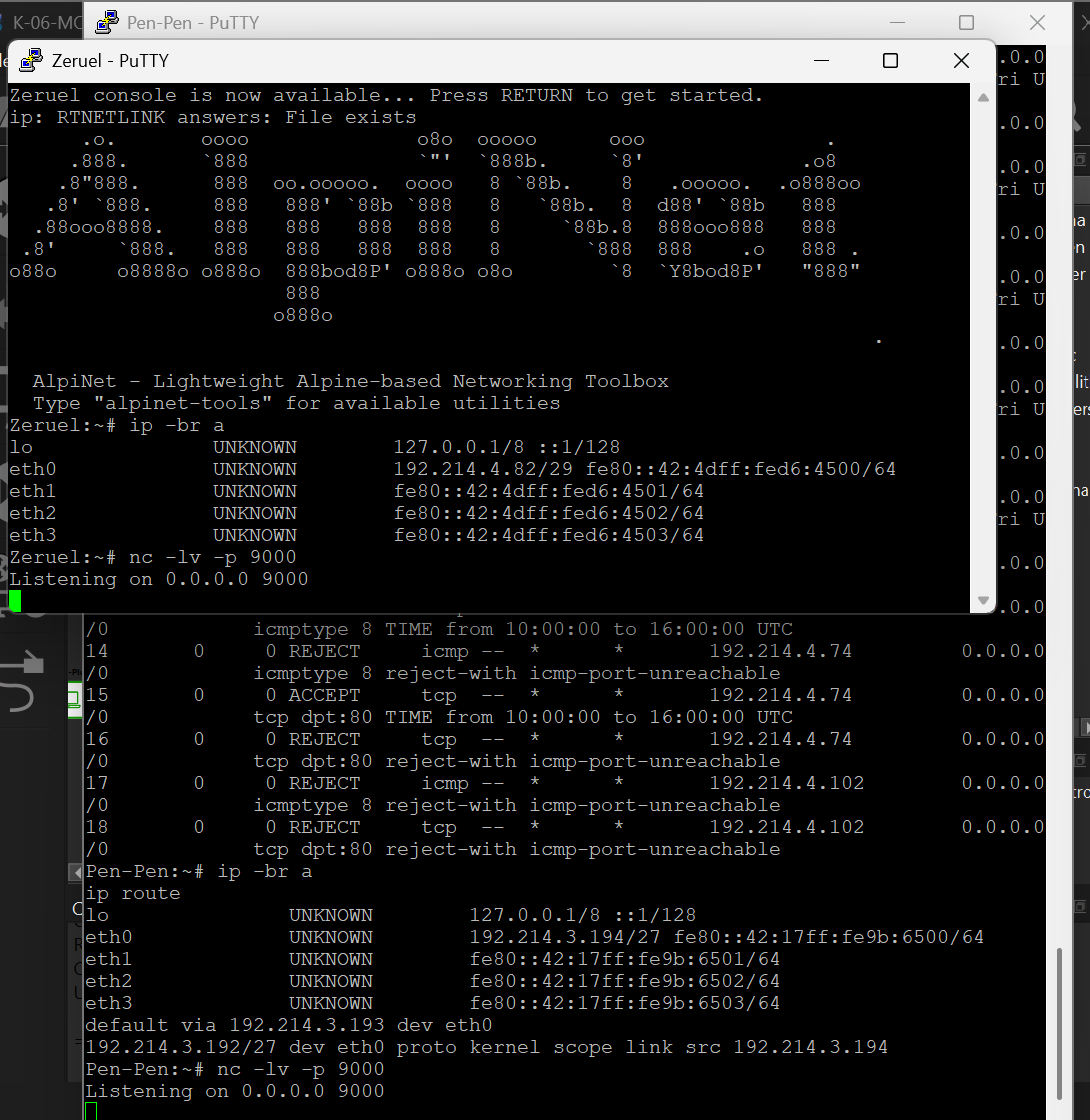 K-06-MC
Pen-Pen - PuTTY
Zeruel - PuTTY
Zeruel console is now available... Press RETURN to get started.
ip: RTNETLINK answers: File exists
AlpiNet - Lightweight Alpine-based Networking Toolbox
Type "alpinet-tools" for available utilities
Zeruel:~# ip -br a
lo               UNKNOWN        127.0.0.1/8 ::1/128
eth0             UNKNOWN        192.214.4.82/29 fe80::42:4dff:fed6:4500/64
eth1             UNKNOWN        fe80::42:4dff:fed6:4501/64
eth2             UNKNOWN        fe80::42:4dff:fed6:4502/64
eth3             UNKNOWN        fe80::42:4dff:fed6:4503/64
Zeruel:~# nc -lv -p 9000
Listening on 0.0.0.0 9000
/0            icmptype 8 TIME from 10:00:00 to 16:00:00 UTC
14       0     0 REJECT     icmp --  *      *       192.214.4.74         0.0.0.0
/0            icmptype 8 reject-with icmp-port-unreachable
15       0     0 ACCEPT     tcp  --  *      *       192.214.4.74         0.0.0.0
/0            tcp dpt:80 TIME from 10:00:00 to 16:00:00 UTC
16       0     0 REJECT     tcp  --  *      *       192.214.4.74         0.0.0.0
/0            tcp dpt:80 reject-with icmp-port-unreachable
17       0     0 REJECT     icmp --  *      *       192.214.4.102        0.0.0.0
/0            icmptype 8 reject-with icmp-port-unreachable
18       0     0 REJECT     tcp  --  *      *       192.214.4.102        0.0.0.0
/0            tcp dpt:80 reject-with icmp-port-unreachable
Pen-Pen:~# ip -br a
ip route
lo               UNKNOWN        127.0.0.1/8 ::1/128
eth0             UNKNOWN        192.214.3.194/27 fe80::42:17ff:fe9b:6500/64
eth1             UNKNOWN        fe80::42:17ff:fe9b:6501/64
eth2             UNKNOWN        fe80::42:17ff:fe9b:6502/64
eth3             UNKNOWN        fe80::42:17ff:fe9b:6503/64
default via 192.214.3.193 dev eth0
192.214.3.192/27 dev eth0 proto kernel scope link src 192.214.3.194
Pen-Pen:~# nc -lv -p 9000
Listening on 0.0.0.0 9000